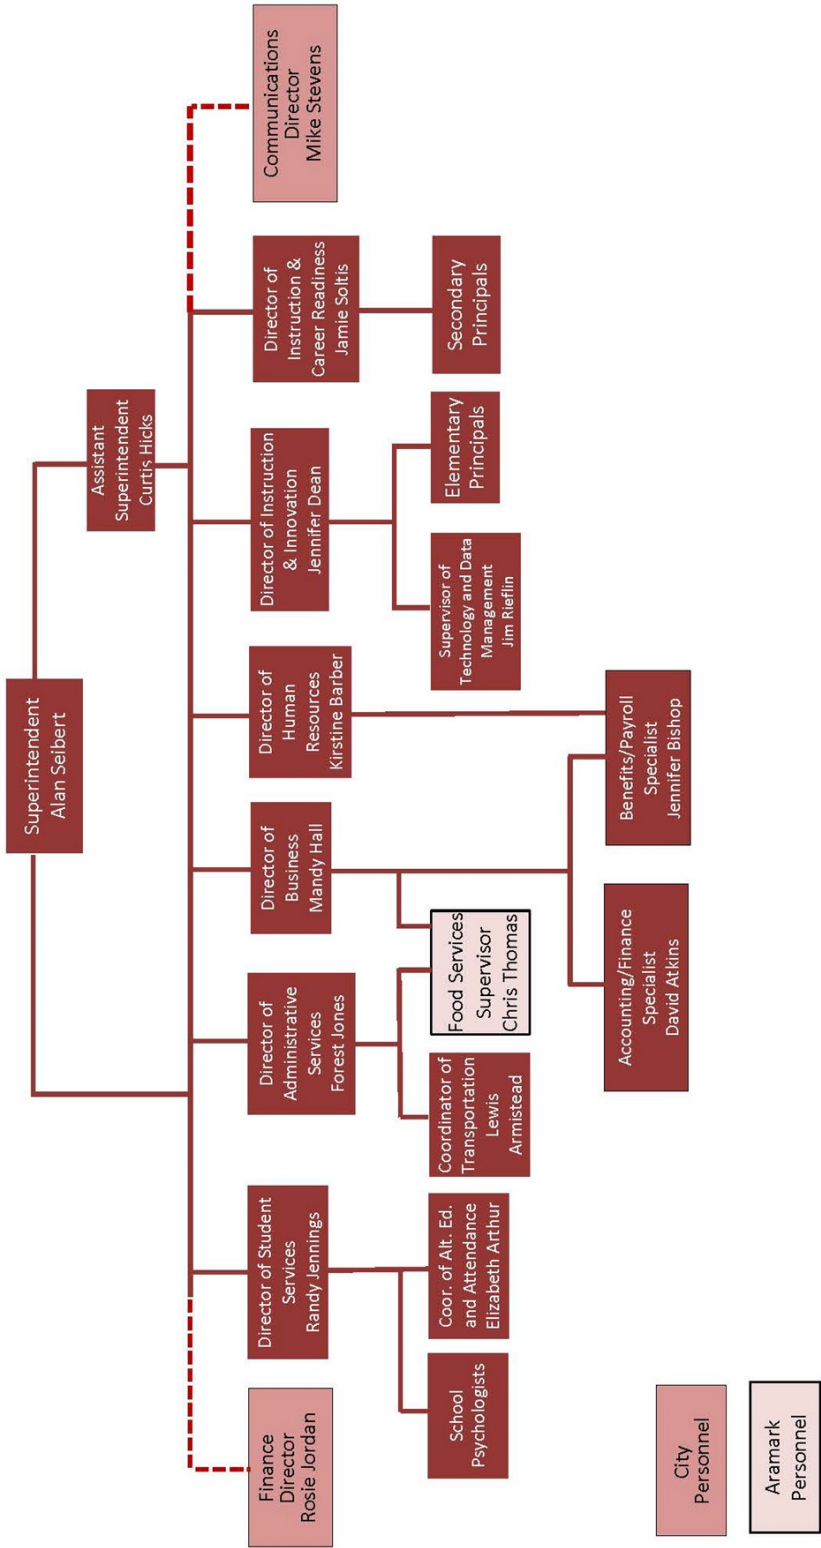 Superintendent
Alan Seibert
Assistant
Superintendent
Curtis Hicks
Finance
Director
Rosie Jordan
Director of Student
Services
Randy Jennings
Director of
Administrative
Services
Forest Jones
Director of
Business
Mandy Hall
Director of
Human
Resources
Kirstine Barber
Director of Instruction
& Innovation
Jennifer Dean
Director of
Instruction &
Career Readiness
Jamie Soltis
Communications
Director
Mike Stevens
School
Psychologists
Coor. of Alt. Ed.
and Attendance
Elizabeth Arthur
Coordinator of
Transportation
Lewis
Armistead
Food Services
Supervisor
Chris Thomas
Supervisor of
Technology and Data
Management
Jim Rieflin
Elementary
Principals
Secondary
Principals
Accounting/Finance
Specialist
David Atkins
Benefits/Payroll
Specialist
Jennifer Bishop
City
Personnel
Aramark
Personnel